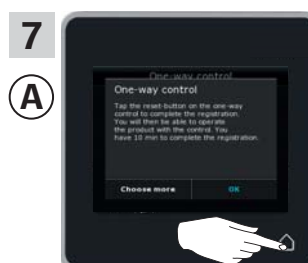 7
A
One-way control
One-way control
Tap the reset-button on the one-way
control to complete the registration.
You will then be able to operate
the product with the control. You
have 10 min to complete the registration.
Choose more
OK